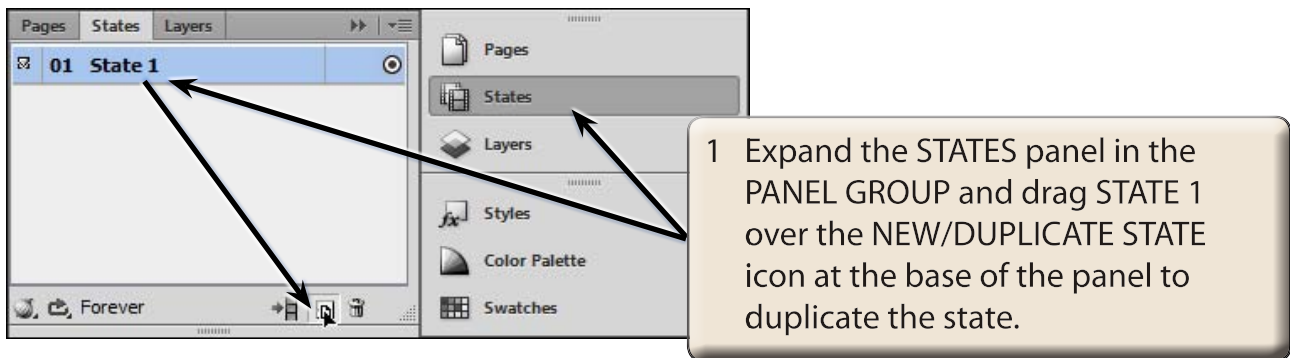 Pages States Layers
01 State 1
Forever
Pages
States
Layers
fx Styles
Color Palette
Swatches
1 Expand the STATES panel in the
PANEL GROUP and drag STATE 1
over the NEW/DUPLICATE STATE
icon at the base of the panel to
duplicate the state.